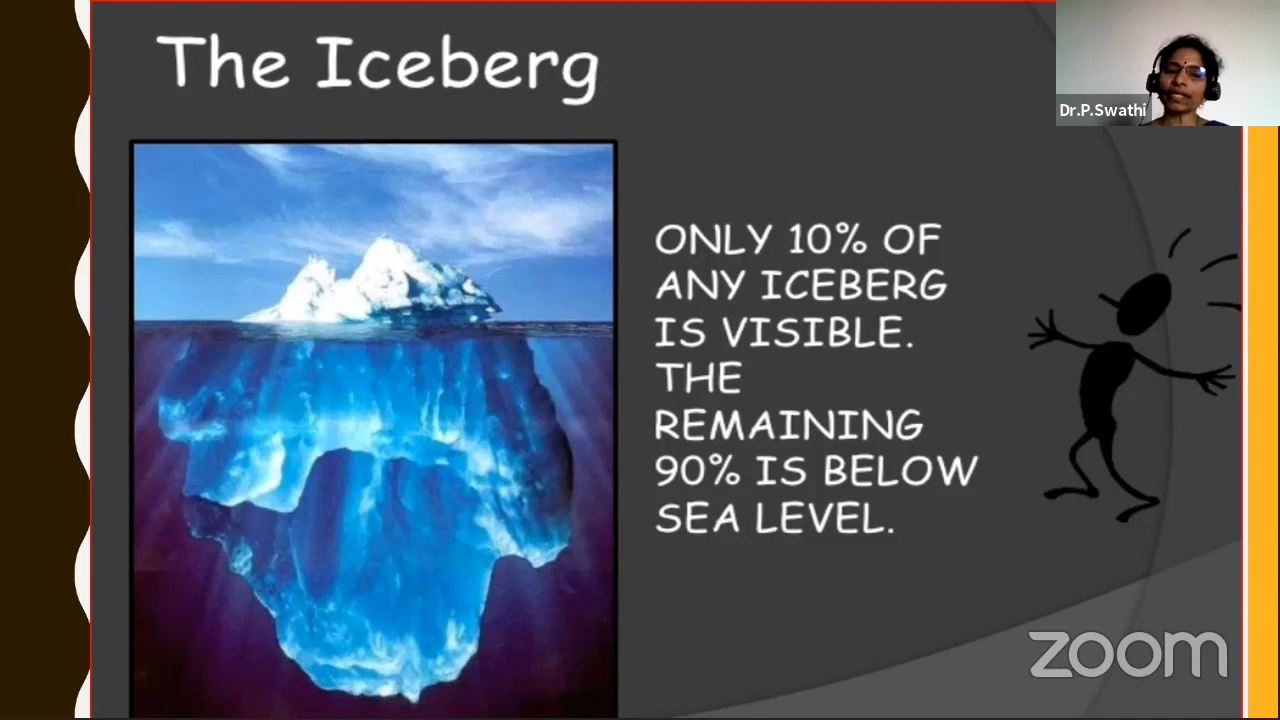 The Iceberg
Dr.P.Swathi
ONLY 10% OF
ANY ICEBERG
IS VISIBLE.
THE
REMAINING
90% IS BELOW
SEA LEVEL.
zoom